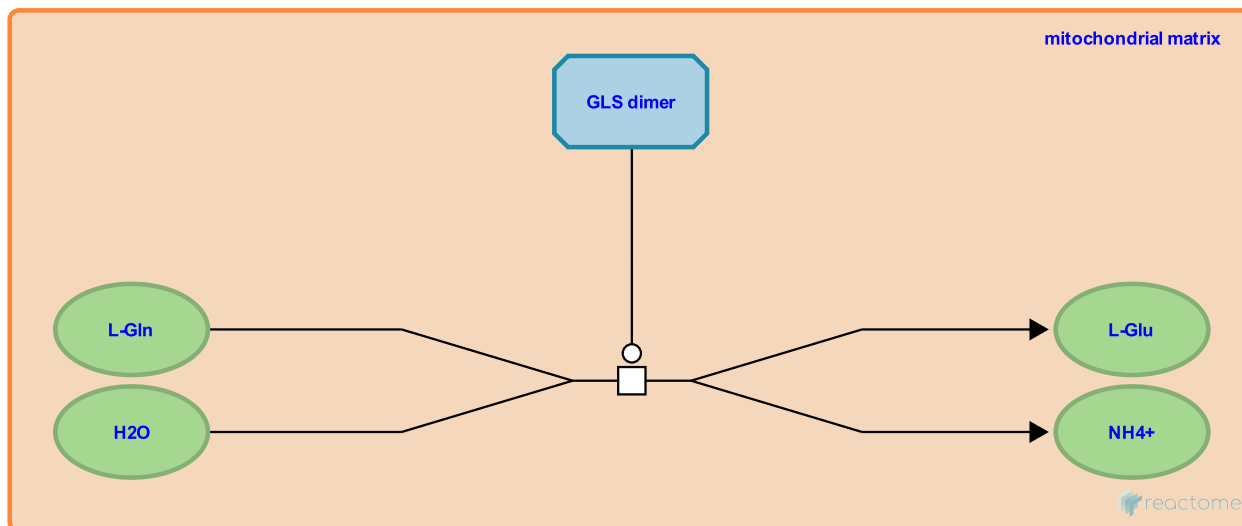 mitochondrial matrix
GLS dimer
L-Gln
L-Glu
H2O
NH4+
reactome